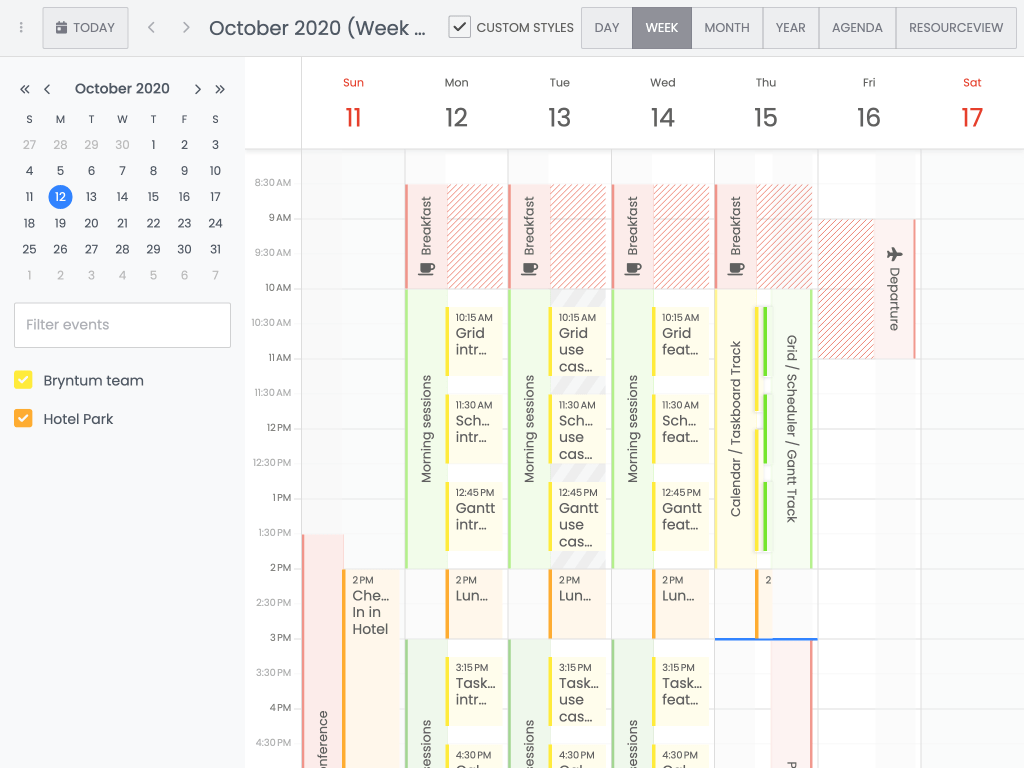 TODAY
October 2020 (Week ...
CUSTOM STYLES
DAY
WEEK
MONTH
YEAR
AGENDA
RESOURCEVIEW
October 2020
S M T W T F S
27 28 29 30 1 2 3
4 5 6 7 8 9 10
11 12 13 14 15 16 17
18 19 20 21 22 23 24
25 26 27 28 29 30 31
1 2 3 4 5 6 7
Filter events
Bryntum team
Hotel Park
Sun Mon Tue Wed Thu Fri Sat
11 12 13 14 15 16 17
8:30 AM
9 AM
9:30 AM
10 AM
10:30 AM
11 AM
11:30 AM
12 PM
12:30 PM
1 PM
1:30 PM
2 PM
2:30 PM
3 PM
3:30 PM
4 PM
4:30 PM
2 PM
Che...
In in
Hotel
Breakfast
Morning sessions
10:15 AM
Grid
intr...
11:30 AM
Sch...
intr...
12:45 PM
Gantt
intr...
2 PM
Lun...
3:15 PM
Task...
intr...
4:30 PM
Breakfast
Morning sessions
10:15 AM
Grid
use
cas...
11:30 AM
Sch...
use
cas...
12:45 PM
Gantt
use
cas...
2 PM
Lun...
3:15 PM
Task...
use
cas...
4:30 PM
Breakfast
Morning sessions
10:15 AM
Grid
feat...
11:30 AM
Sch...
feat...
12:45 PM
Gantt
feat...
2 PM
Lun...
3:15 PM
Task...
feat...
4:30 PM
Breakfast
Calendar / Taskboard Track
Grid / Scheduler / Gantt Track
2
Departure